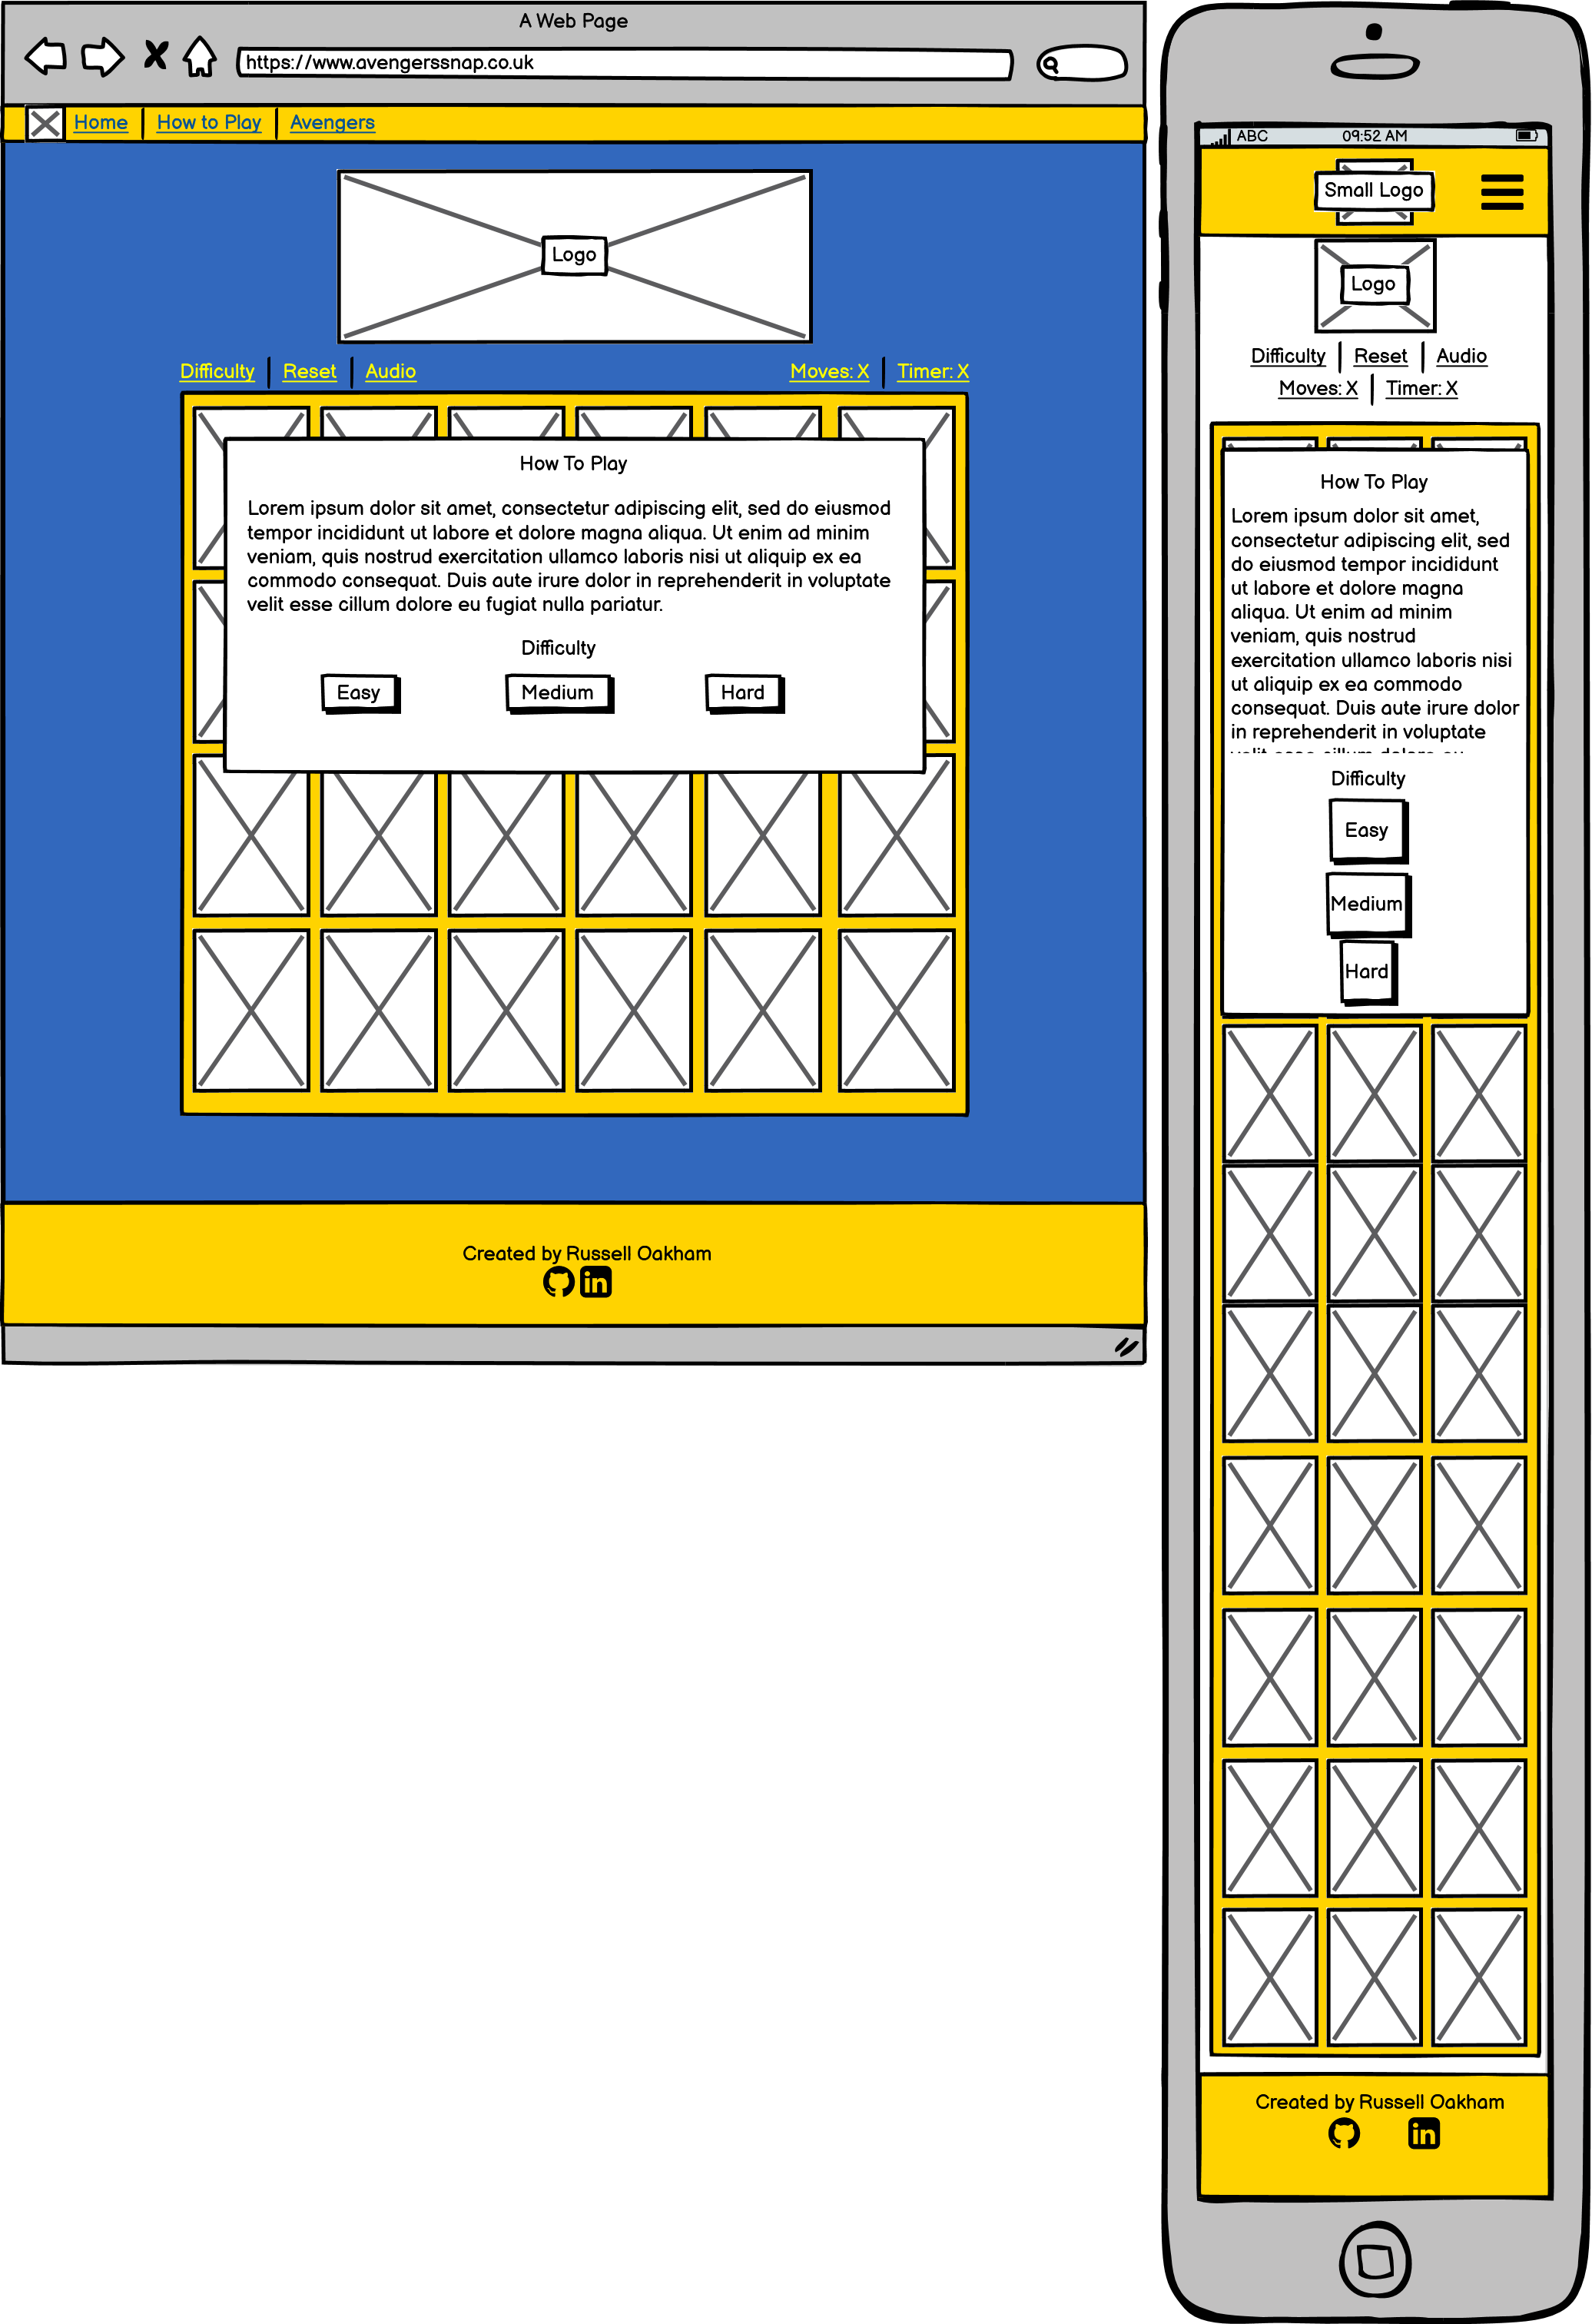 A Web Page
https://www.avengerssnap.co.uk
Home How to Play Avengers
Logo
Difficulty Reset Audio Moves: X Timer: X
How To Play
Lorem ipsum dolor sit amet, consectetur adipiscing elit, sed do eiusmod
tempor incididunt ut labore et dolore magna aliqua. Ut enim ad minim
veniam, quis nostrud exercitation ullamco laboris nisi ut aliquip ex ea
commodo consequat. Duis aute irure dolor in reprehenderit in voluptate
velit esse cillum dolore eu fugiat nulla pariatur.
Difficulty
Easy Medium Hard
Created by Russell Oakham
in
ABC 09:52 AM
Small Logo
Logo
Difficulty Reset Audio
Moves: X Timer: X
How To Play
Lorem ipsum dolor sit amet,
consectetur adipiscing elit, sed
do eiusmod tempor incididunt
ut labore et dolore magna
aliqua. Ut enim ad minim
veniam, quis nostrud
exercitation ullamco laboris nisi
ut aliquip ex ea commodo
consequat. Duis aute irure dolor
in reprehenderit in voluptate
Difficulty
Easy
Medium
Hard
Created by Russell Oakham
in